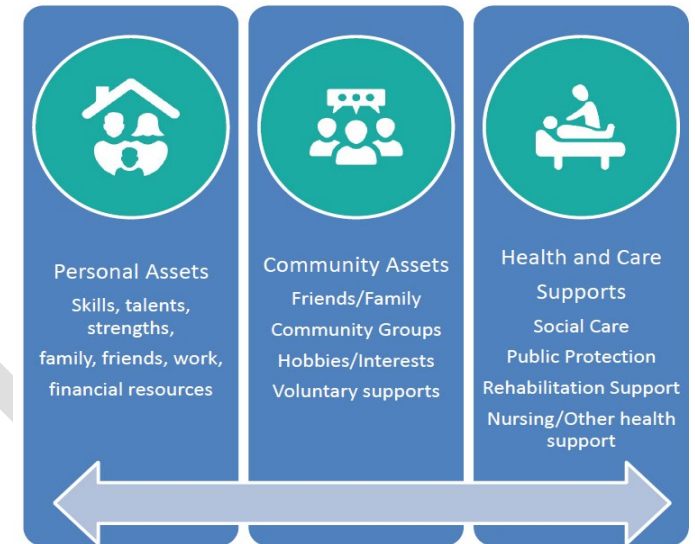 Personal Assets
Skills, talents,
strengths,
family, friends, work,
financial resources
Community Assets
Friends/Family
Community Groups
Hobbies/Interests
Voluntary supports
Health and Care
Supports
Social Care
Public Protection
Rehabilitation Support
Nursing/Other health
support